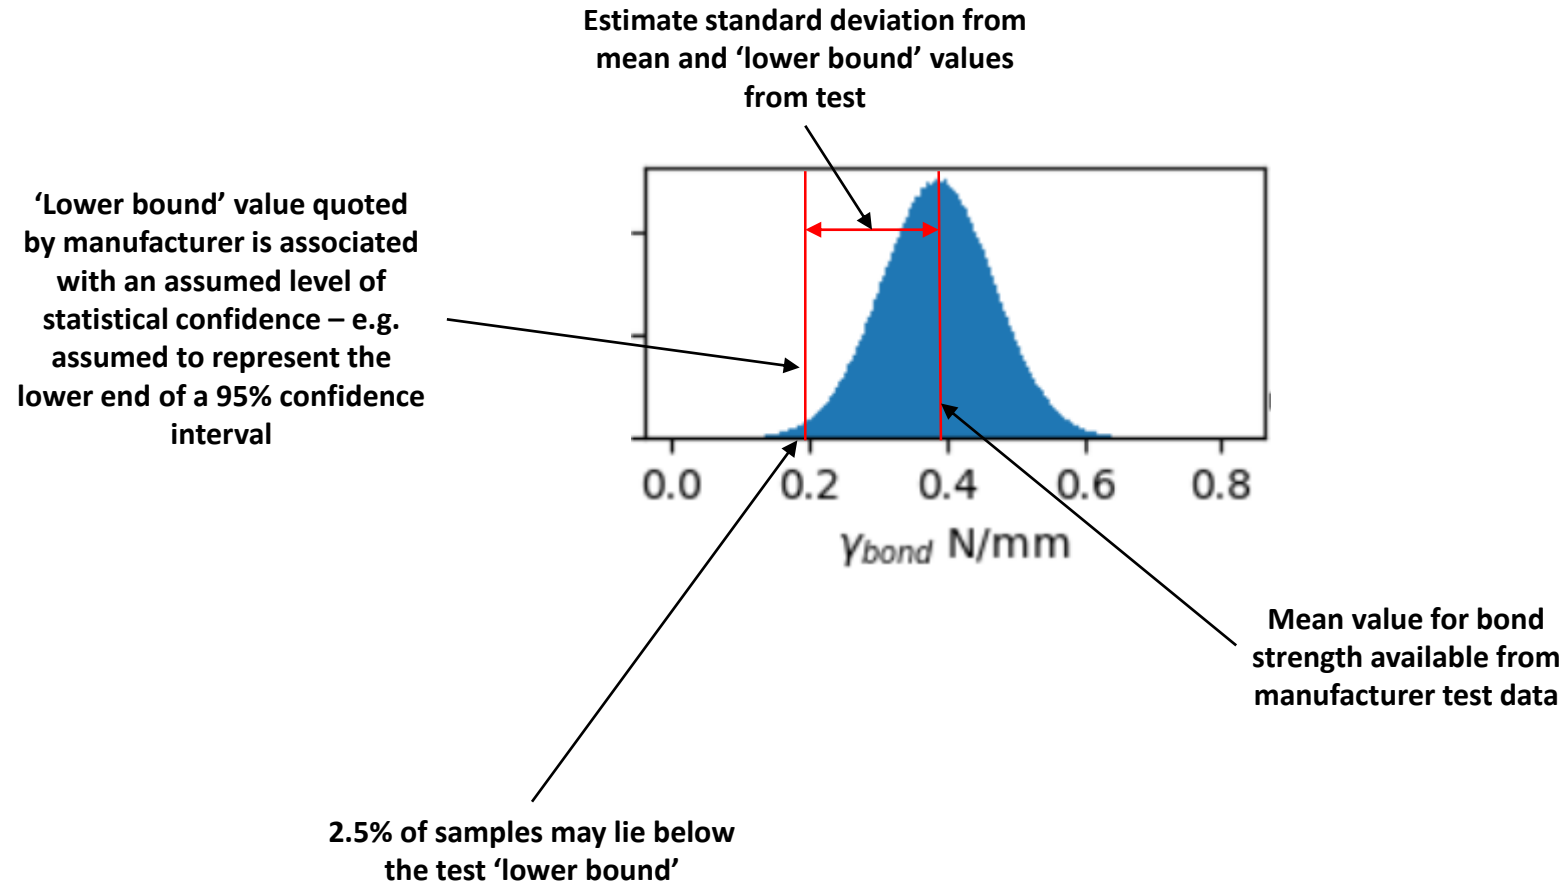 Estimate standard deviation from
mean and ‘lower bound’ values
from test
‘Lower bound’ value quoted
by manufacturer is associated
with an assumed level of
statistical confidence – e.g.
assumed to represent the
lower end of a 95% confidence
interval
0.0 0.2 0.4 0.6 0.8
γbond N/mm
Mean value for bond
strength available from
manufacturer test data
2.5% of samples may lie below
the test ‘lower bound’